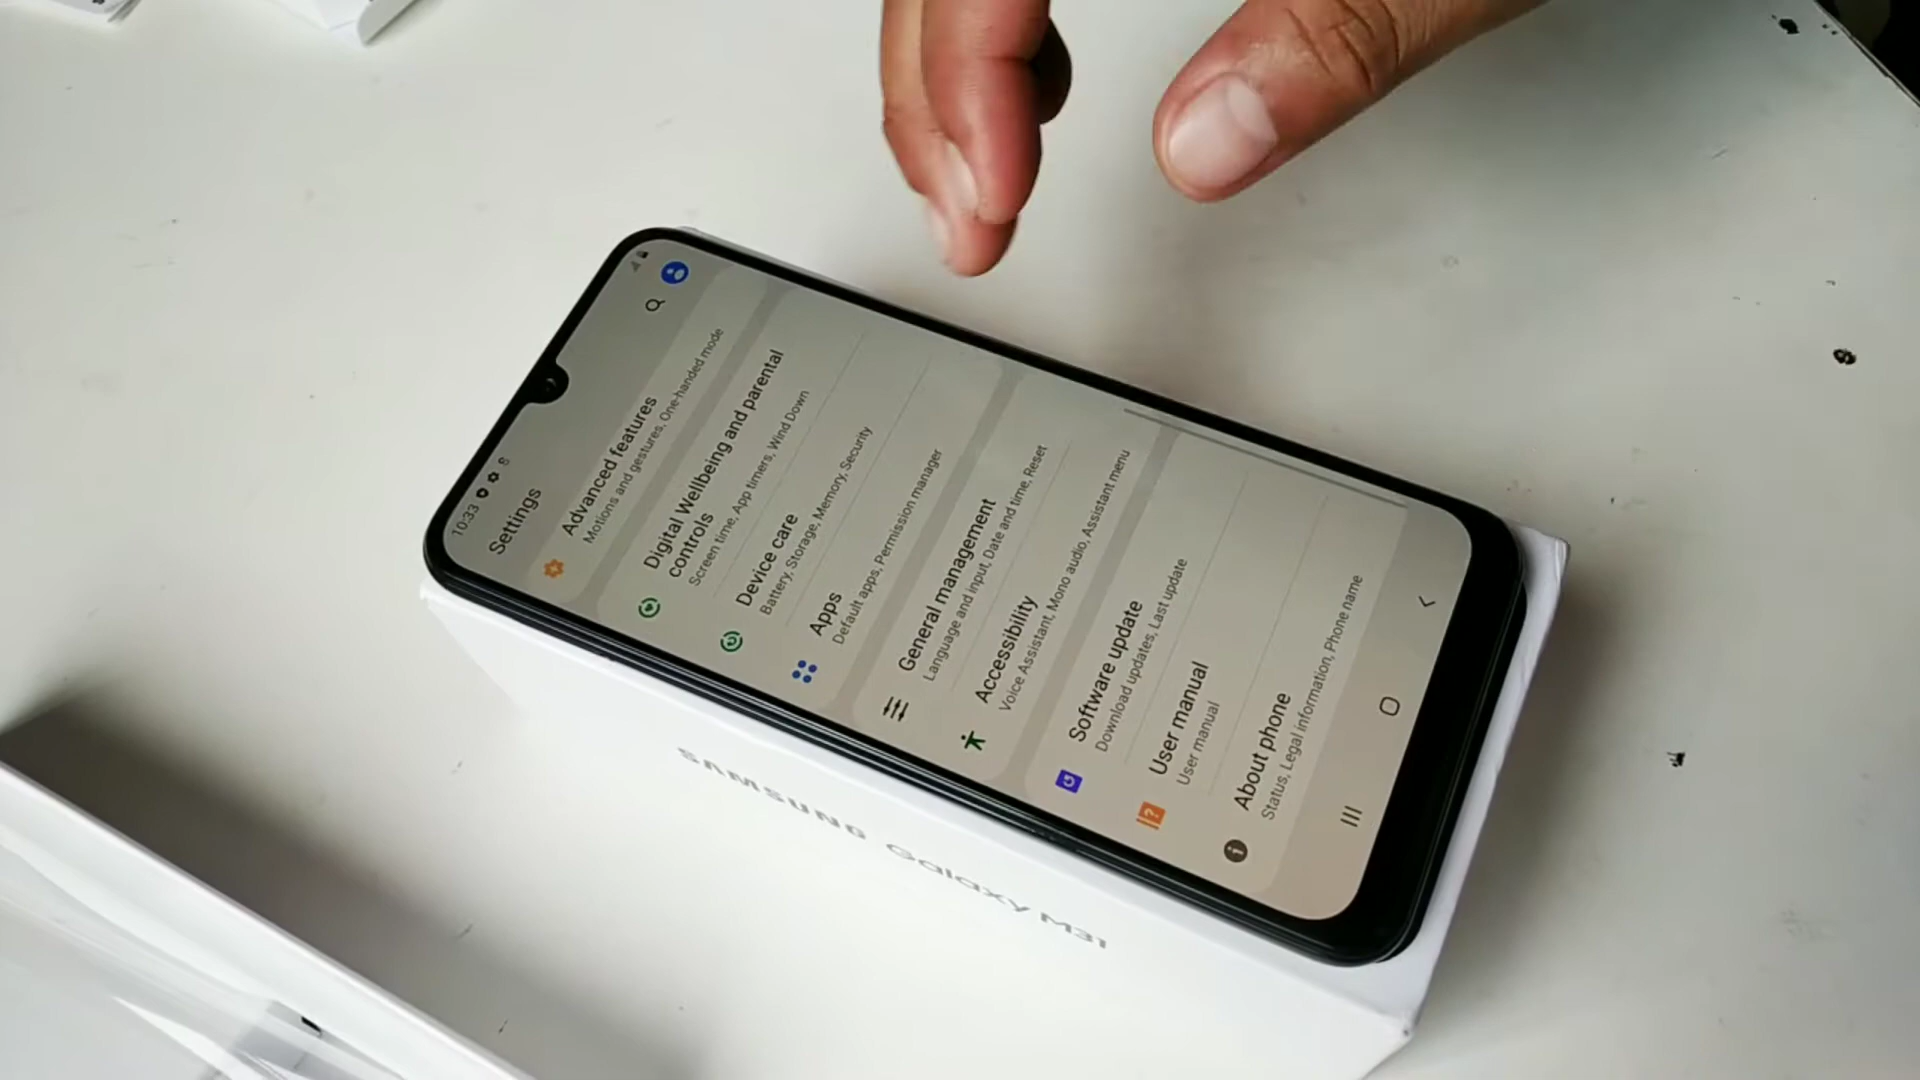 10:33
Settings
Advanced features
Motions and gestures, One-handed mode
Digital Wellbeing and parental
controls
Screen time, App timers, Wind Down
Device care
Battery, Storage, Memory, Security
Apps
Default apps, Permission manager
General management
Language and input, Date and time, Reset
Accessibility
Voice Assistant, Mono audio, Assistant menu
Software update
Download updates, Last update
User manual
User manual
About phone
Status, Legal information, Phone name
SAMSUNG Galaxy M31